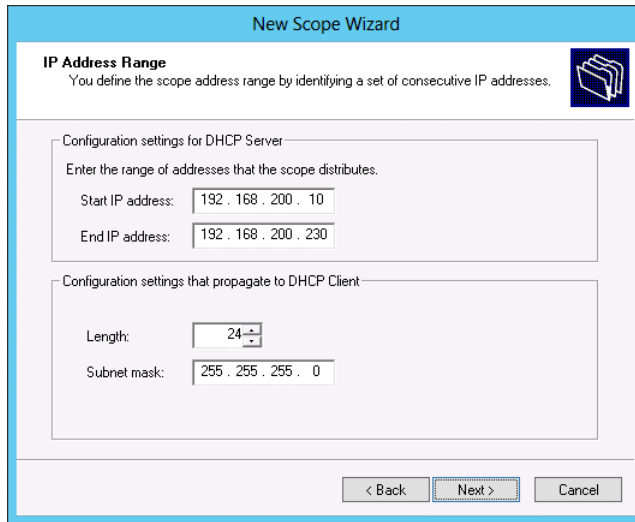 New Scope Wizard
IP Address Range
You define the scope address range by identifying a set of consecutive IP addresses.
Configuration settings for DHCP Server
Enter the range of addresses that the scope distributes.
Start IP address: 192 . 168 . 200 . 10
End IP address: 192 . 168 . 200 . 230
Configuration settings that propagate to DHCP Client
Length: 24
Subnet mask: 255 . 255 . 255 . 0
< Back Next > Cancel